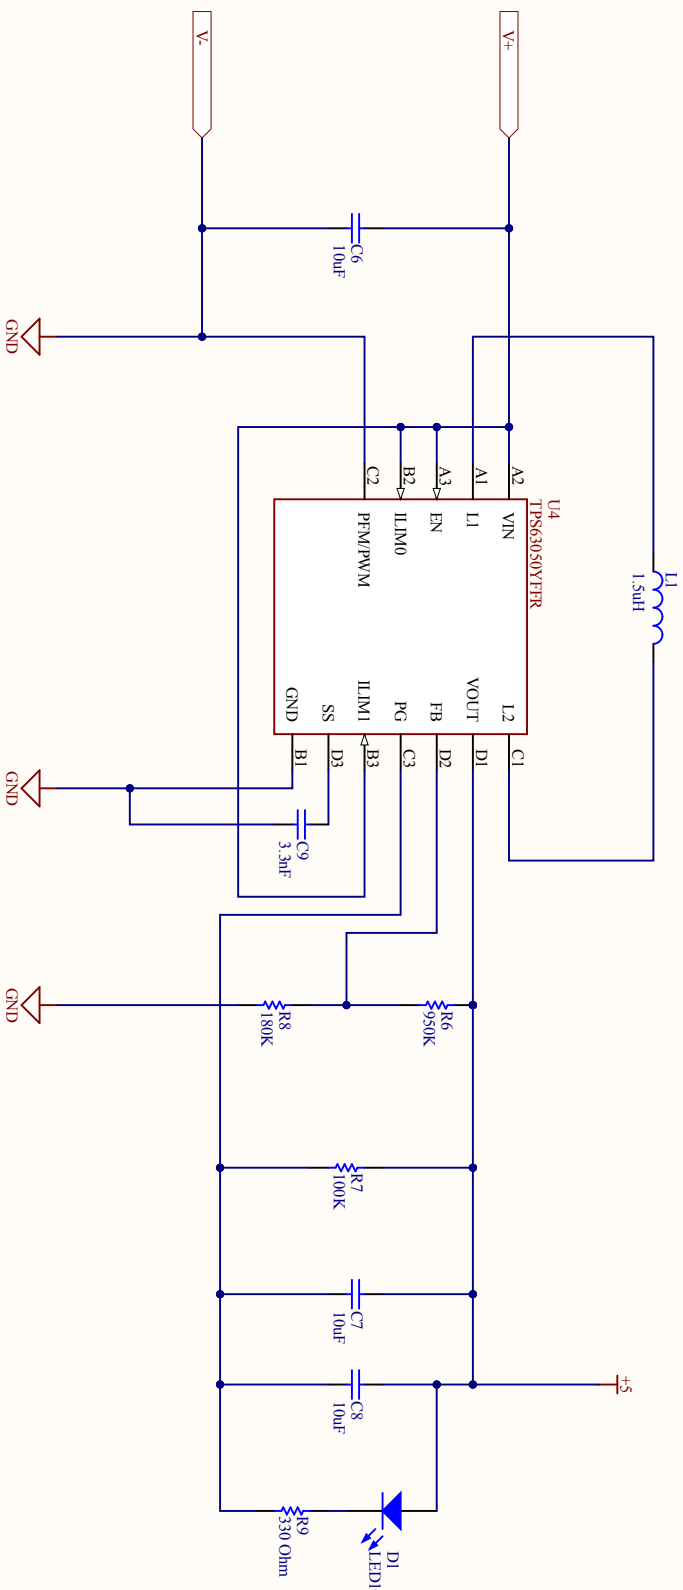 V+
V-
C6
10uF
GND
L1
1.5uH
U4
TPS63050YFFR
A2
VIN
A1
L1
A3
EN
B2
ILIM0
C2
PFM/PWM
L2
C1
VOUT
D1
FB
D2
PG
C3
ILIM1
B3
SS
D3
GND
B1
C9
3.3nF
GND
R6
950K
R8
180K
GND
R7
100K
C7
10uF
C8
10uF
+5
D1
LED1
R9
330 Ohm